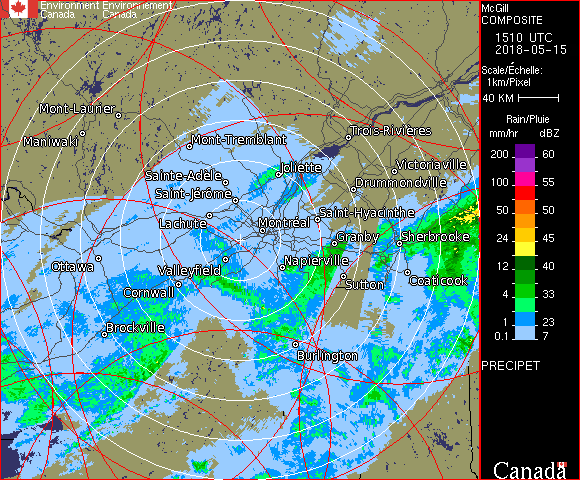 Environment Environnement
Canada Canada
McGill
COMPOSITE
1510 UTC
2018-05-15
Scale/Échelle:
1km/Pixel
40 KM
Rain/Pluie
mm/hr dBZ
200 60
100 55
50 50
24 45
12 40
4 33
1 23
0.1 7
PRECIPET
Mont-Laurier
Maniwaki
Mont-Tremblant
Trois-Rivières
Victoriaville
Joliette
Sainte-Adèle
Drummondville
Saint-Jérôme
Saint-Hyacinthe
Lachute
Montréal
Granby
Sherbrooke
Ottawa
Valleyfield
Napierville
Sutton
Coaticook
Cornwall
Brockville
Burlington
Canada